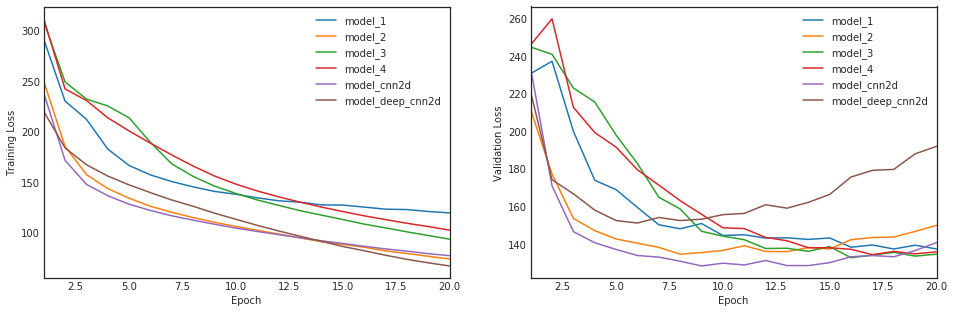 300
250
200
150
100
Training Loss
2.5 5.0 7.5 10.0 12.5 15.0 17.5 20.0
Epoch
model_1
model_2
model_3
model_4
model_cnn2d
model_deep_cnn2d
260
240
220
200
180
160
140
Validation Loss
2.5 5.0 7.5 10.0 12.5 15.0 17.5 20.0
Epoch
model_1
model_2
model_3
model_4
model_cnn2d
model_deep_cnn2d